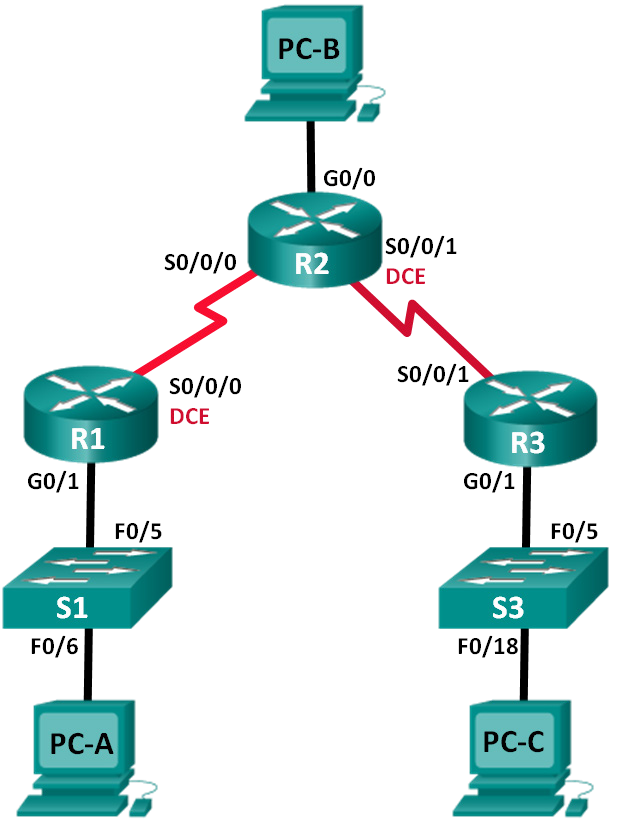 PC-B
G0/0
R2
S0/0/0
S0/0/1
DCE
S0/0/0
DCE
S0/0/1
R1
R3
G0/1
G0/1
F0/5
F0/5
S1
S3
F0/6
F0/18
PC-A
PC-C